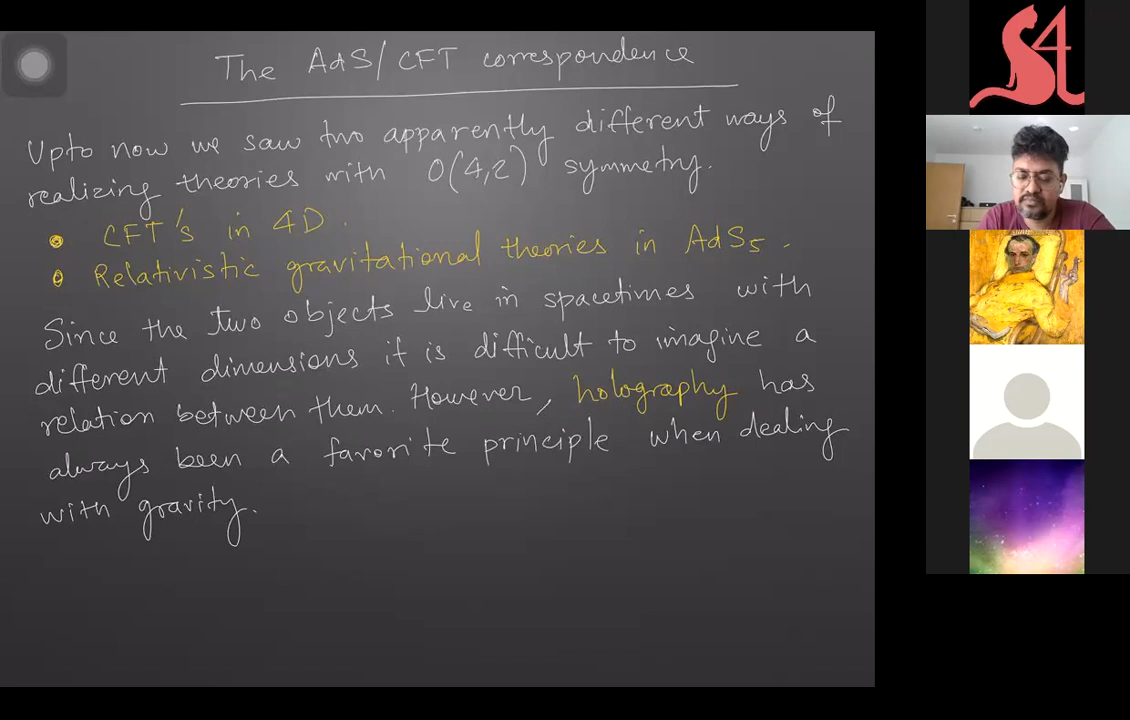 The AdS/CFT correspondence
Upto now we saw two apparently different ways of
realizing theories with O(4,2) symmetry.
CFT's in 4D.
Relativistic gravitational theories in AdS5.
Since the two objects live in spacetimes with
different dimensions it is difficult to imagine a
relation between them. However, holography has
always been a favorite principle when dealing
with gravity.
S4